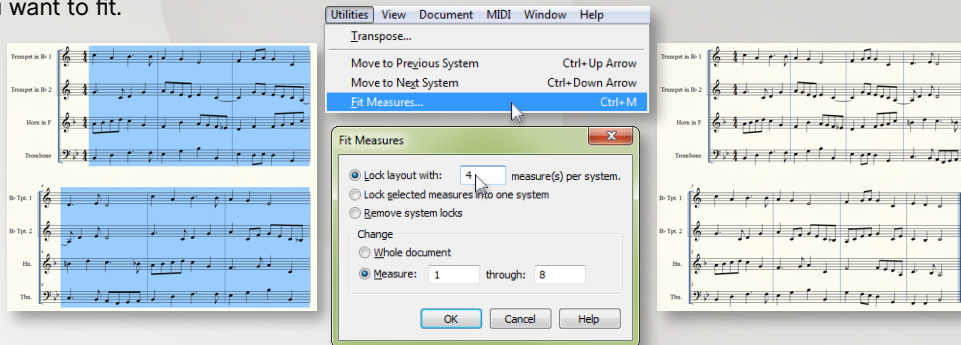 u want to fit.
Utilities View Document MIDI Window Help
Transpose...
Move to Previous System Ctrl+Up Arrow
Move to Next System Ctrl+Down Arrow
Fit Measures... Ctrl+M
Fit Measures
Lock layout with: 4 measure(s) per system.
Lock selected measures into one system
Remove system locks
Change
Whole document
Measure: 1 through: 8
OK Cancel Help
Trumpet in B♭ 1
Trumpet in B♭ 2
Horn in F
Trombone
B♭ Tpt. 1
B♭ Tpt. 2
Hn.
Tbn.
Trumpet in B♭ 1
Trumpet in B♭ 2
Horn in F
Trombone
B♭ Tpt. 1
B♭ Tpt. 2
Hn.
Tbn.